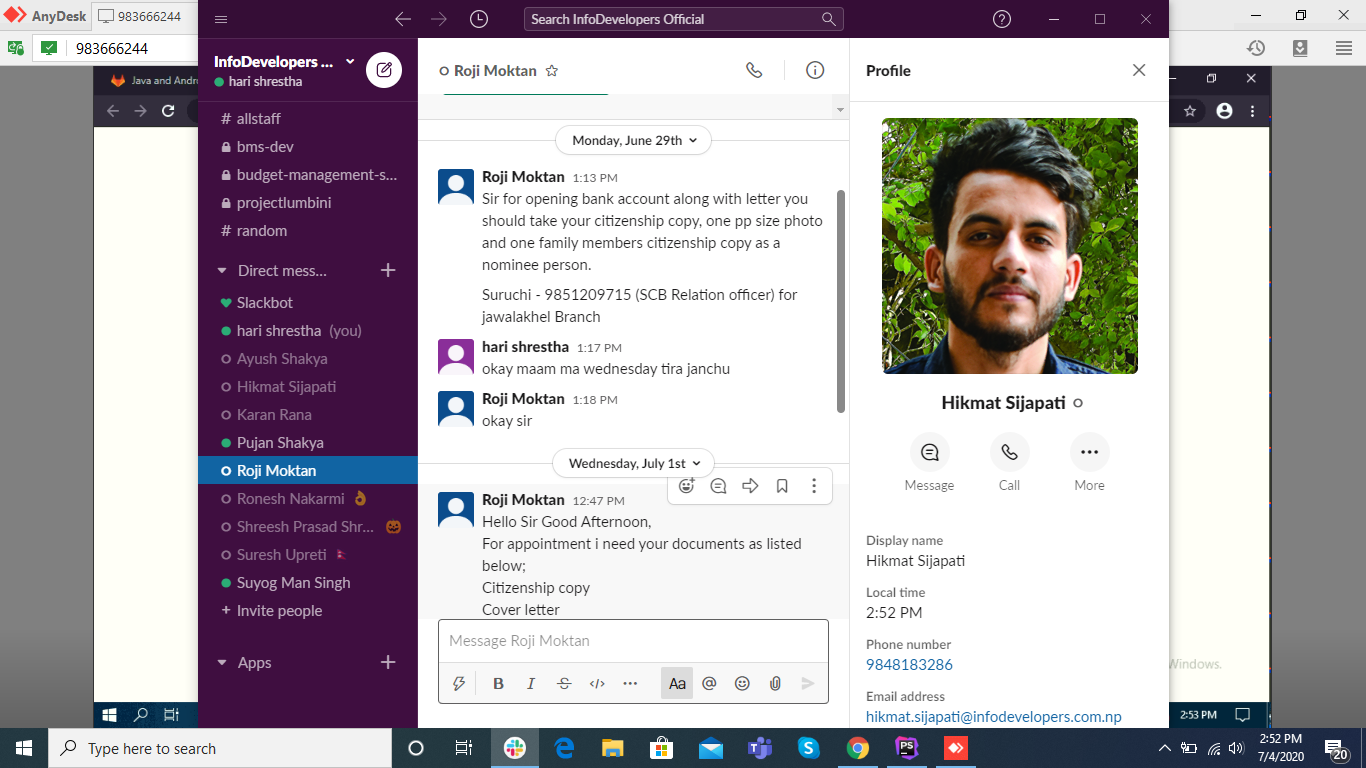 AnyDesk
983666244
983666244
Java and Andr
Search InfoDevelopers Official
InfoDevelopers ...
hari shrestha
# allstaff
bms-dev
budget-management-s...
projectlumbini
# random
Direct mess...
Slackbot
hari shrestha (you)
Ayush Shakya
Hikmat Sijapati
Karan Rana
Pujan Shakya
Roji Moktan
Ronesh Nakarmi
Shreesh Prasad Shr...
Suresh Upreti
Suyog Man Singh
+ Invite people
Apps
Roji Moktan
Monday, June 29th
Roji Moktan 1:13 PM
Sir for opening bank account along with letter you
should take your citizenship copy, one pp size photo
and one family members citizenship copy as a
nominee person.
Suruchi - 9851209715 (SCB Relation officer) for
jawalakhel Branch
hari shrestha 1:17 PM
okay maam ma wednesday tira janchu
Roji Moktan 1:18 PM
okay sir
Wednesday, July 1st
Roji Moktan 12:47 PM
Hello Sir Good Afternoon,
For appointment i need your documents as listed
below;
Citizenship copy
Cover letter
Message Roji Moktan
B I S </> ... Aa @
Profile
Hikmat Sijapati
Message Call More
Display name
Hikmat Sijapati
Local time
2:52 PM
Phone number
9848183286
Email address
hikmat.sijapati@infodevelopers.com.np
Windows.
2:53 PM
Type here to search
PS
2:52 PM
7/4/2020
20